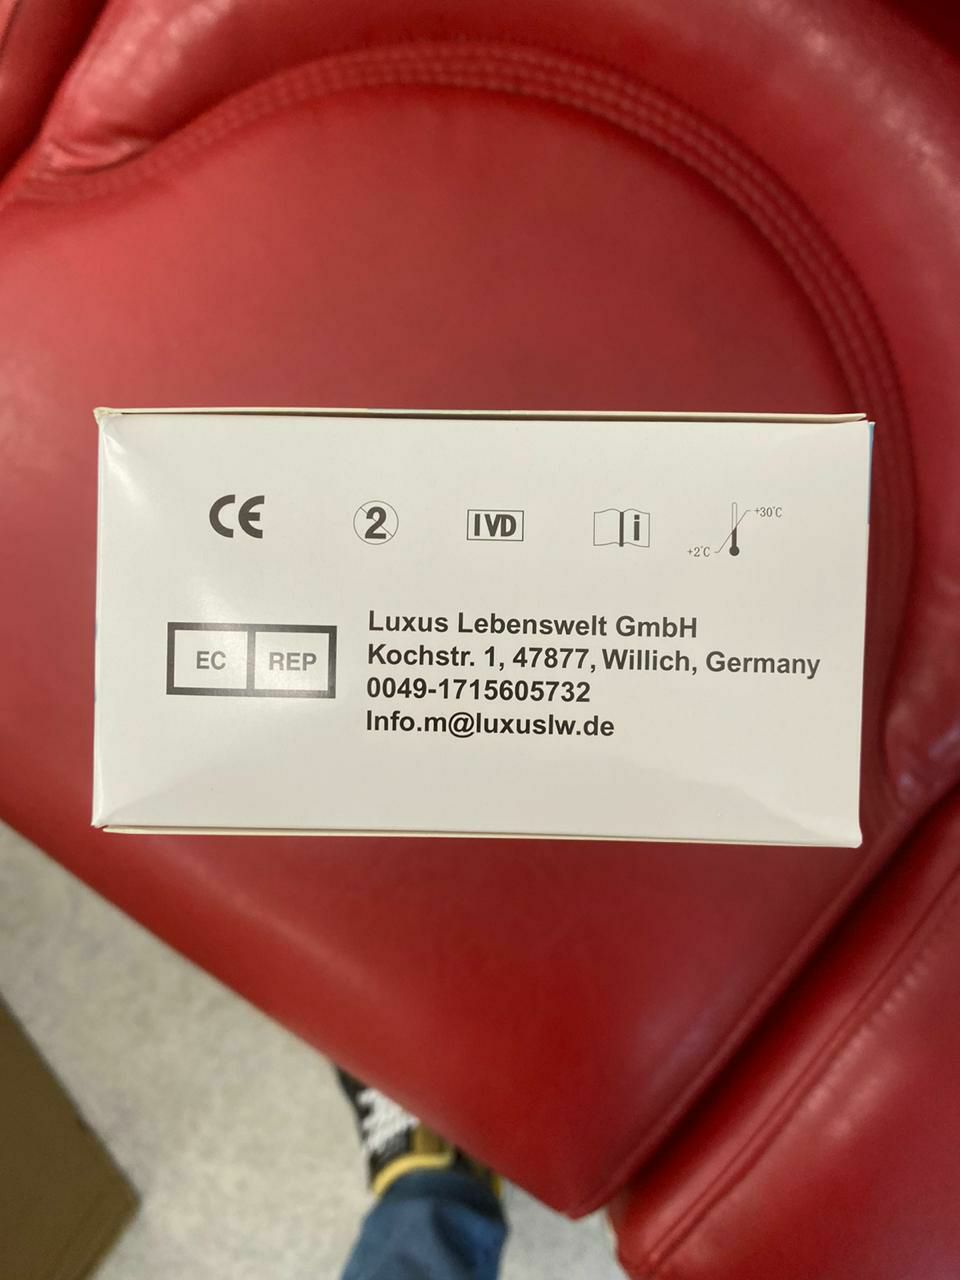 CE 2 IVD i +2°C +30°C
EC REP
Luxus Lebenswelt GmbH
Kochstr. 1, 47877, Willich, Germany
0049-1715605732
Info.m@luxuslw.de